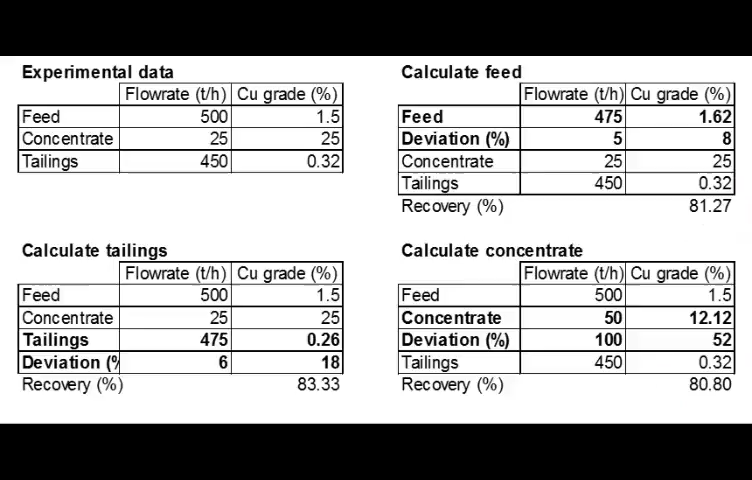 Experimental data
Flowrate (t/h) Cu grade (%)
Feed 500 1.5
Concentrate 25 25
Tailings 450 0.32
Calculate feed
Flowrate (t/h) Cu grade (%)
Feed 475 1.62
Deviation (%) 5 8
Concentrate 25 25
Tailings 450 0.32
Recovery (%) 81.27
Calculate tailings
Flowrate (t/h) Cu grade (%)
Feed 500 1.5
Concentrate 25 25
Tailings 475 0.26
Deviation (% 6 18
Recovery (%) 83.33
Calculate concentrate
Flowrate (t/h) Cu grade (%)
Feed 500 1.5
Concentrate 50 12.12
Deviation (%) 100 52
Tailings 450 0.32
Recovery (%) 80.80